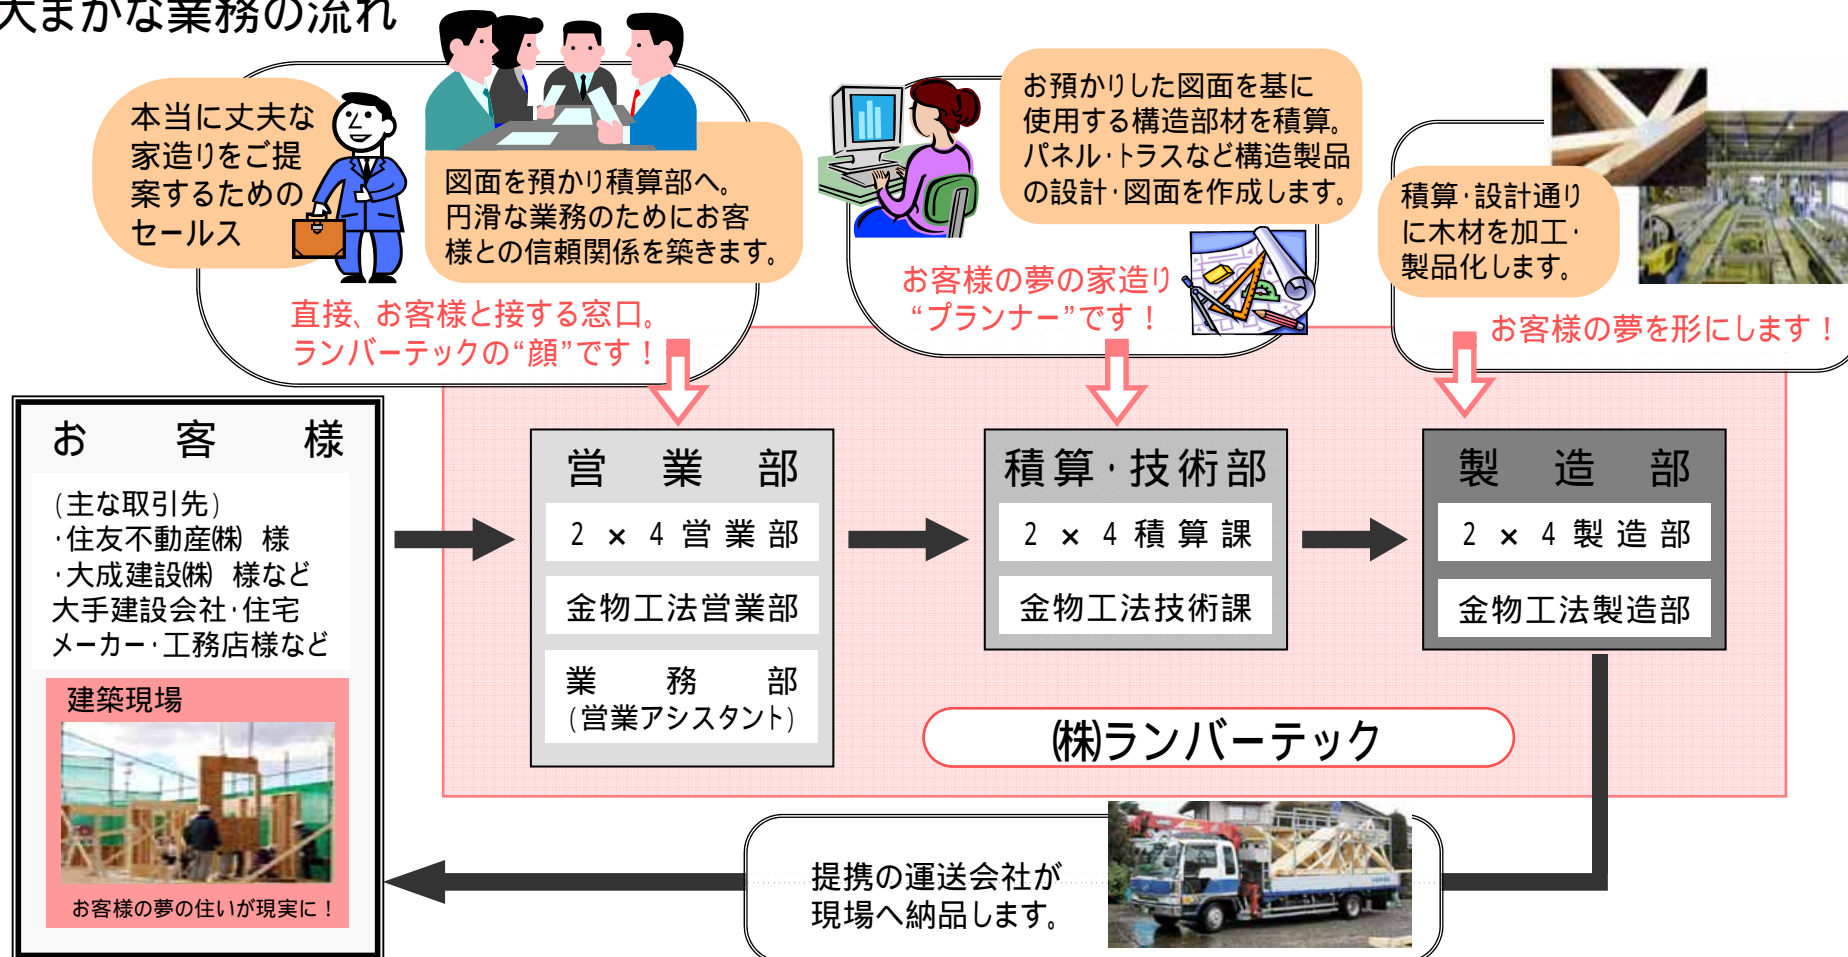 大まかな業務の流れ
本当に丈夫な
家造りをご提
案するための
セールス
図面を預かり積算部へ。
円滑な業務のためにお客
様との信頼関係を築きます。
直接、お客様と接する窓口。
ランバーテックの“顔”です！
お預かりした図面を基に
使用する構造部材を積算。
パネル・トラスなど構造製品
の設計・図面を作成します。
お客様の夢の家造り
“プランナー”です！
積算・設計通り
に木材を加工・
製品化します。
お客様の夢を形にします！
お客様
(主な取引先)
・住友不動産㈱ 様
・大成建設㈱ 様など
大手建設会社・住宅
メーカー・工務店様など
建築現場
お客様の夢の住いが現実に！
営業部
2×4営業部
金物工法営業部
業務部
(営業アシスタント)
積算・技術部
2×4積算課
金物工法技術課
製造部
2×4製造部
金物工法製造部
㈱ランバーテック
提携の運送会社が
現場へ納品します。